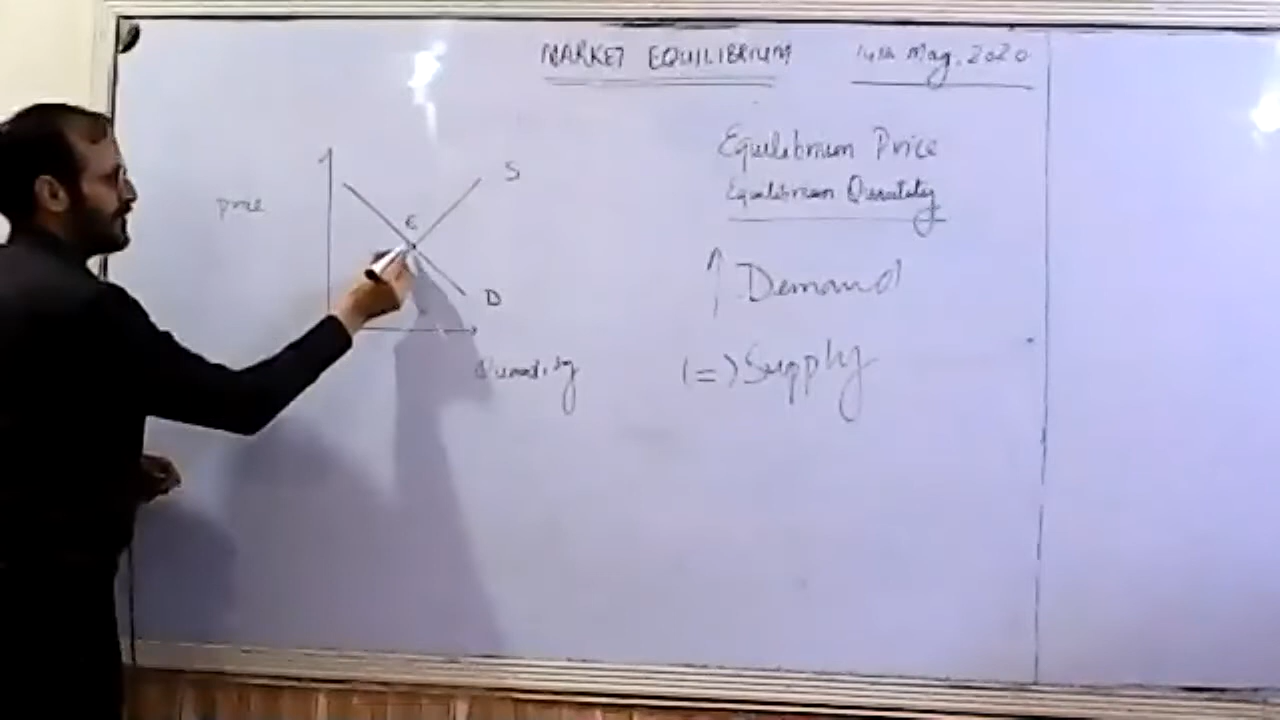 MARKET EQUILIBRIUM 14th May, 2020
Equilibrium Price
Equilibrium Quantity
↑ Demand
(=) Supply
Price
S
E
D
Quantity